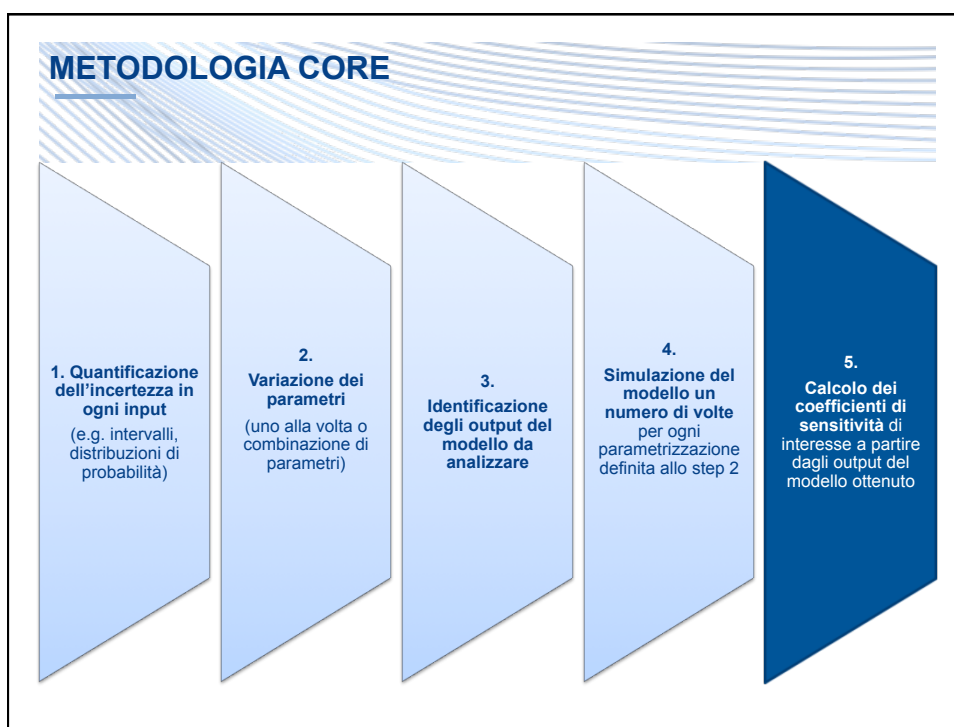 METODOLOGIA CORE
1. Quantificazione
dell'incertezza in
ogni input
(e.g. intervalli,
distribuzioni di
probabilità)
2.
Variazione dei
parametri
(uno alla volta o
combinazione di
parametri)
3.
Identificazione
degli output del
modello da
analizzare
4.
Simulazione del
modello un
numero di volte
per ogni
parametrizzazione
definita allo step 2
5.
Calcolo dei
coefficienti di
sensitività di
interesse a partire
dagli output del
modello ottenuto